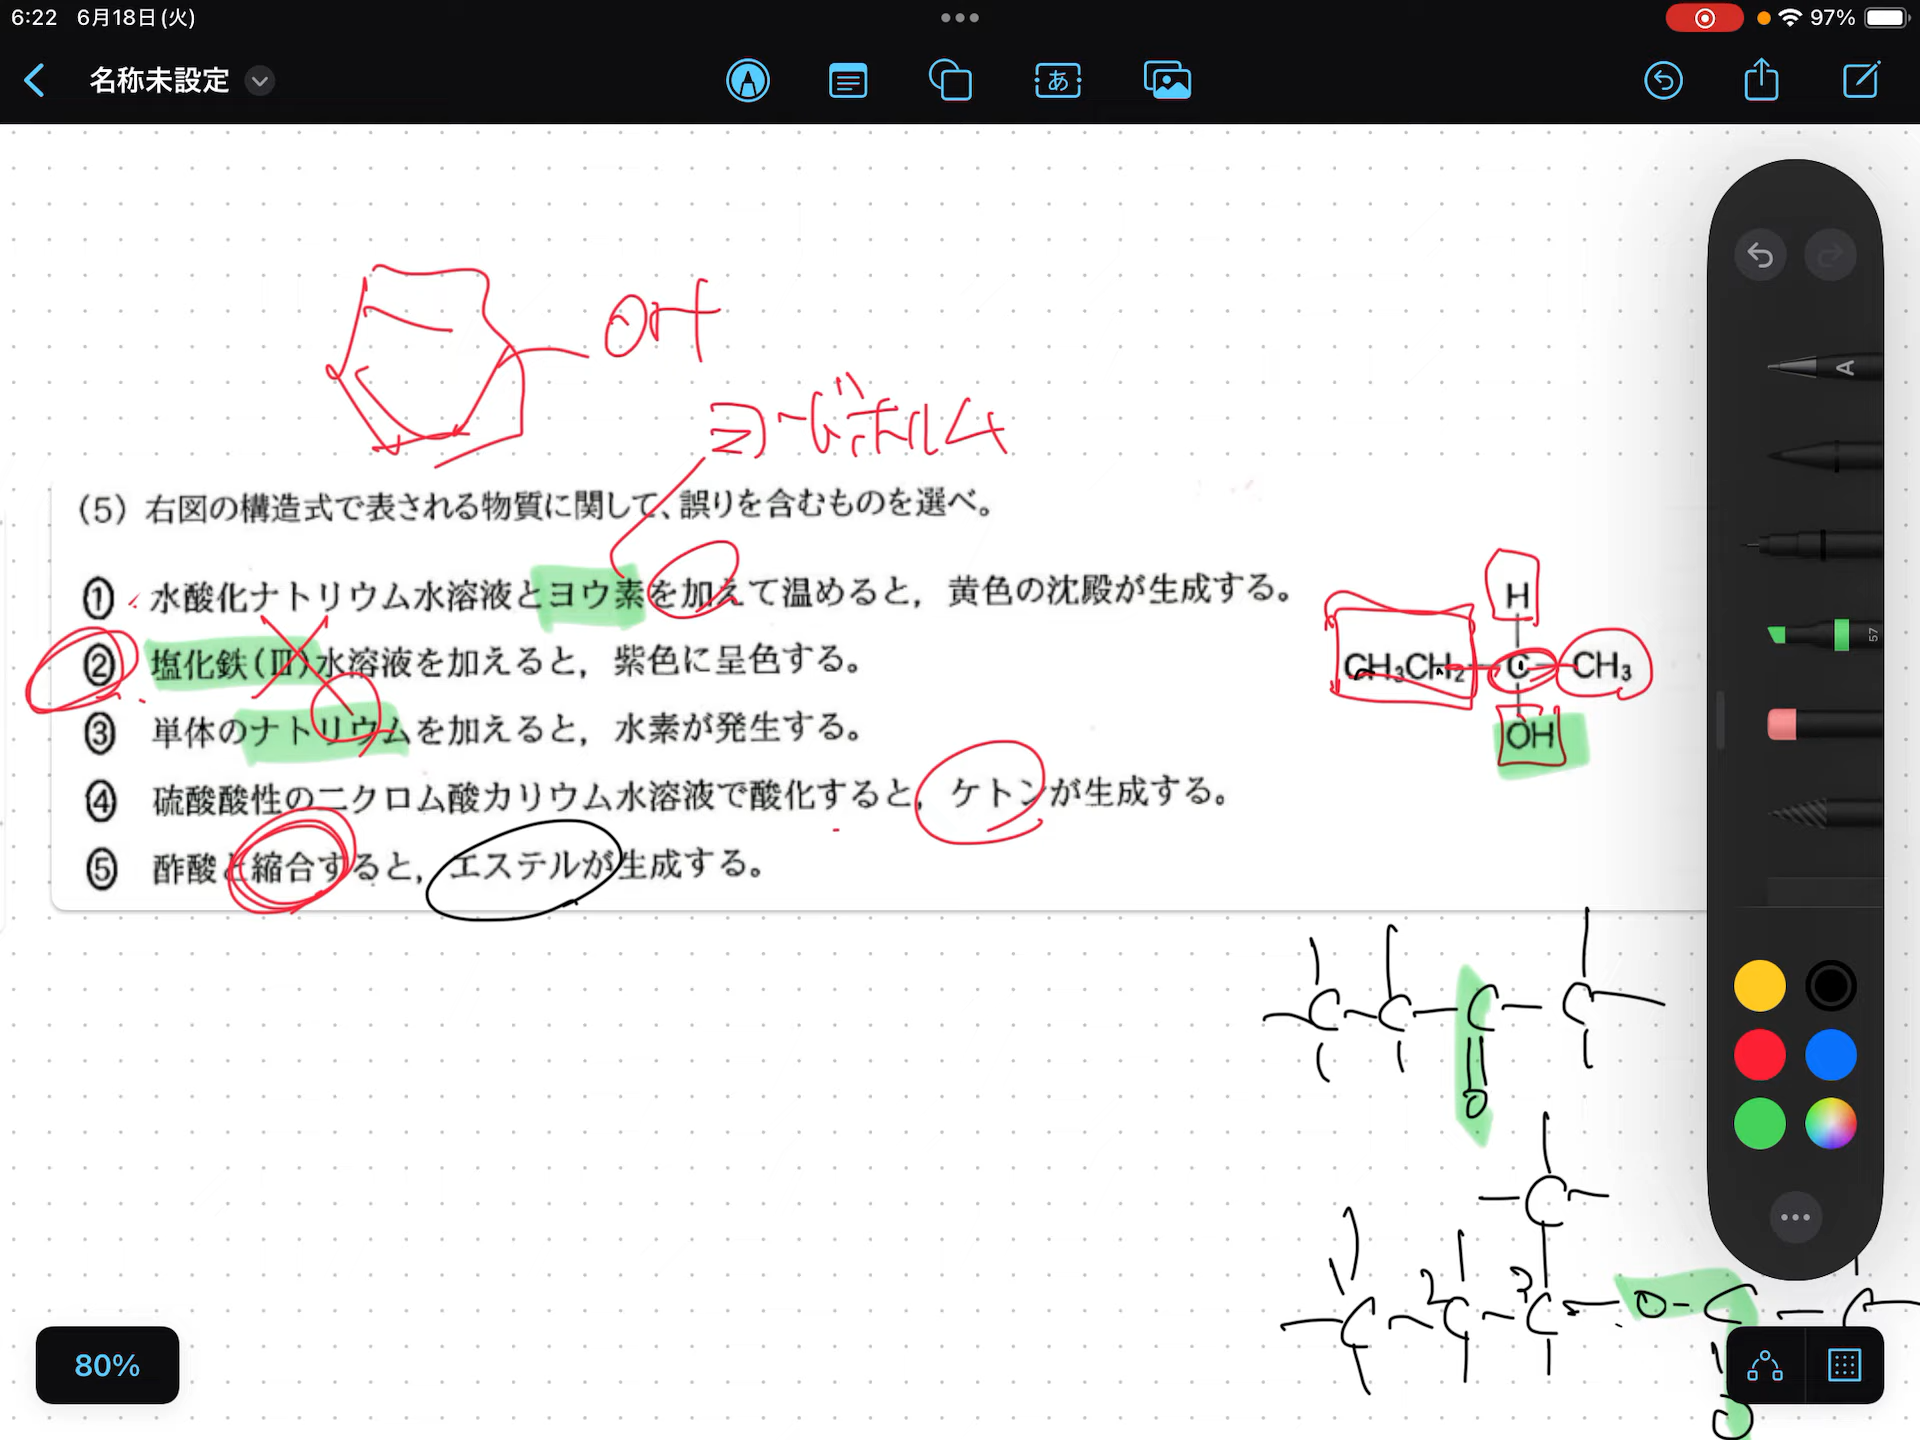 6:22 6月18日(火)
97%
名称未設定
あ
OH
ヨードホルム
(5) 右図の構造式で表される物質に関して、誤りを含むものを選べ。
① 水酸化ナトリウム水溶液とヨウ素を加えて温めると，黄色の沈殿が生成する。
② 塩化鉄(Ⅲ)水溶液を加えると，紫色に呈色する。
③ 単体のナトリウムを加えると，水素が発生する。
④ 硫酸酸性の二クロム酸カリウム水溶液で酸化すると，ケトンが生成する。
⑤ 酢酸と縮合すると，エステルが生成する。
H
CH3CH2—C—CH3
OH
A
57
C-C-C-C
O
C
1 2 3
C-C-C-O-C-C
O
80%